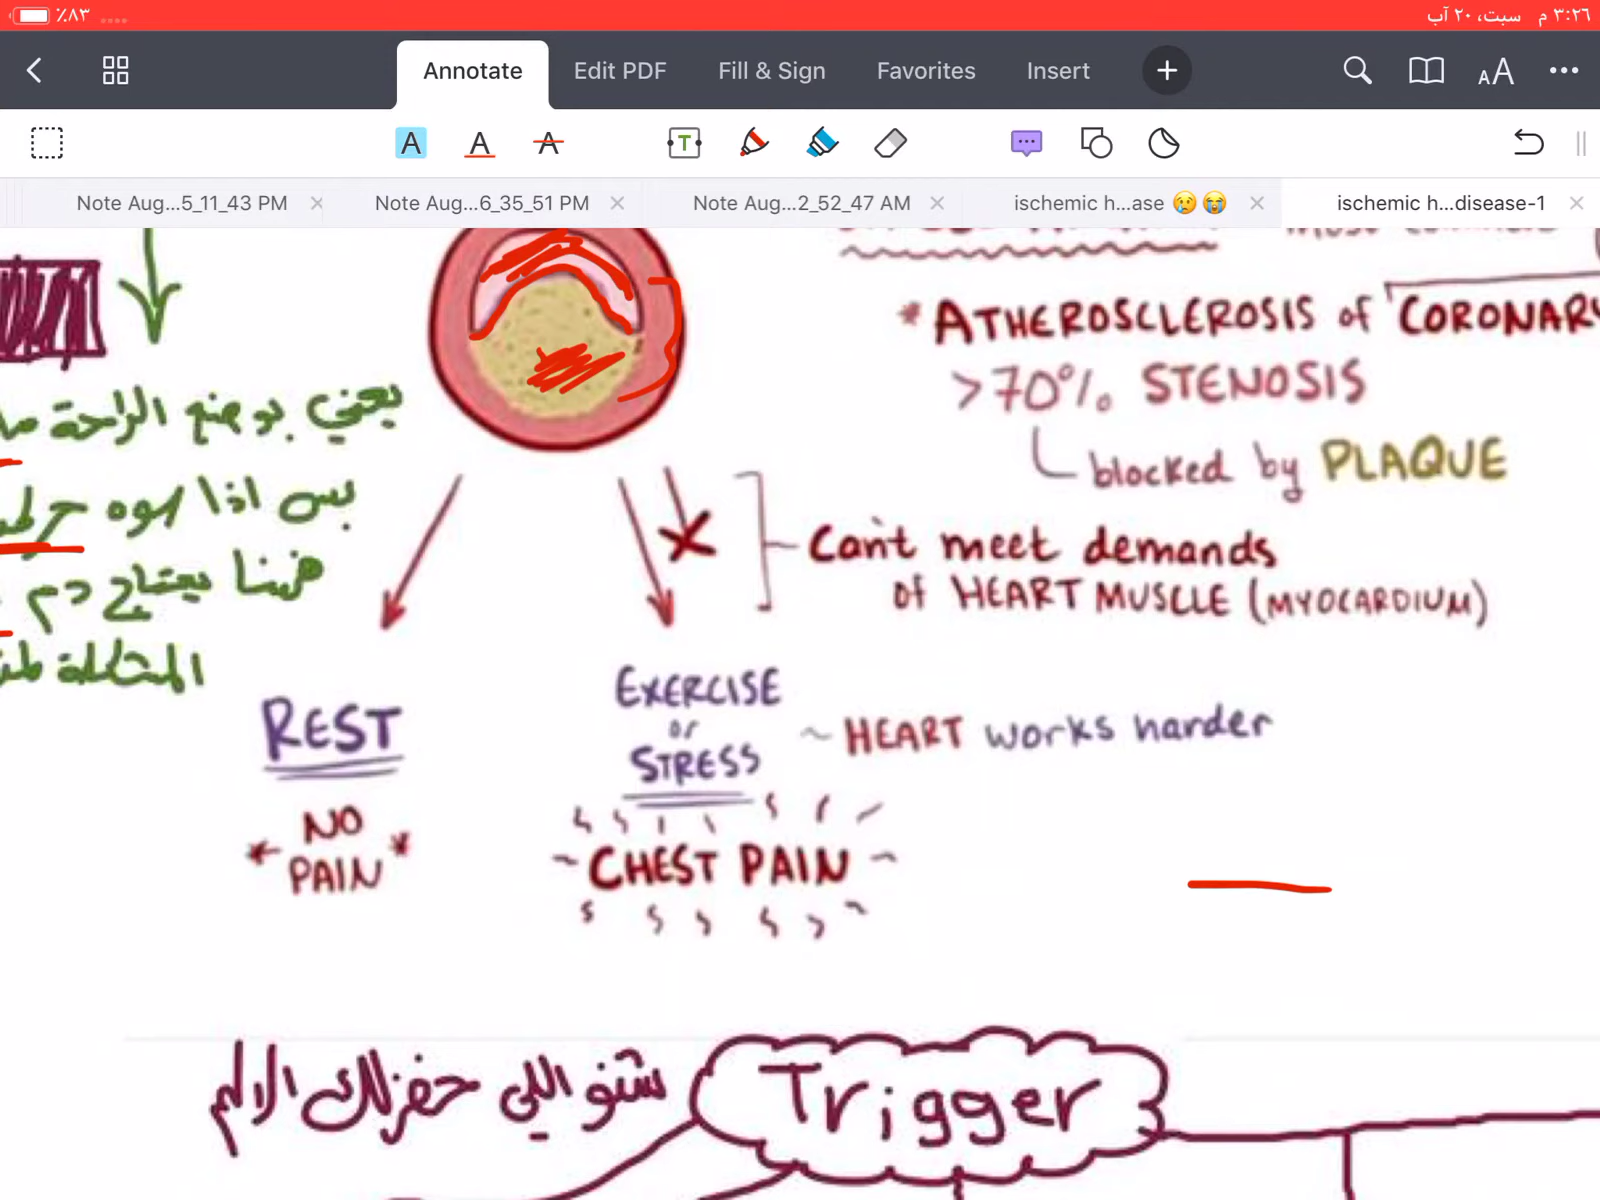 ٪٨٣
٣:٢٦ م سبت، ٢٠ آب
Annotate
Edit PDF
Fill & Sign
Favorites
Insert
Note Aug...5_11_43 PM
Note Aug...6_35_51 PM
Note Aug...2_52_47 AM
ischemic h...ase 😢😭
ischemic h...disease-1
* ATHEROSCLEROSIS of CORONAR
>70% STENOSIS
blocked by PLAQUE
يعني بوضع الراحة
بس اذا
هنا يحتاج دم
المشكلة
Can't meet demands
of HEART MUSCLE (MYOCARDIUM)
REST
* NO PAIN *
EXERCISE
or
STRESS
~ HEART works harder
~ CHEST PAIN ~
شنو اللي حفزلك الالم
Trigger